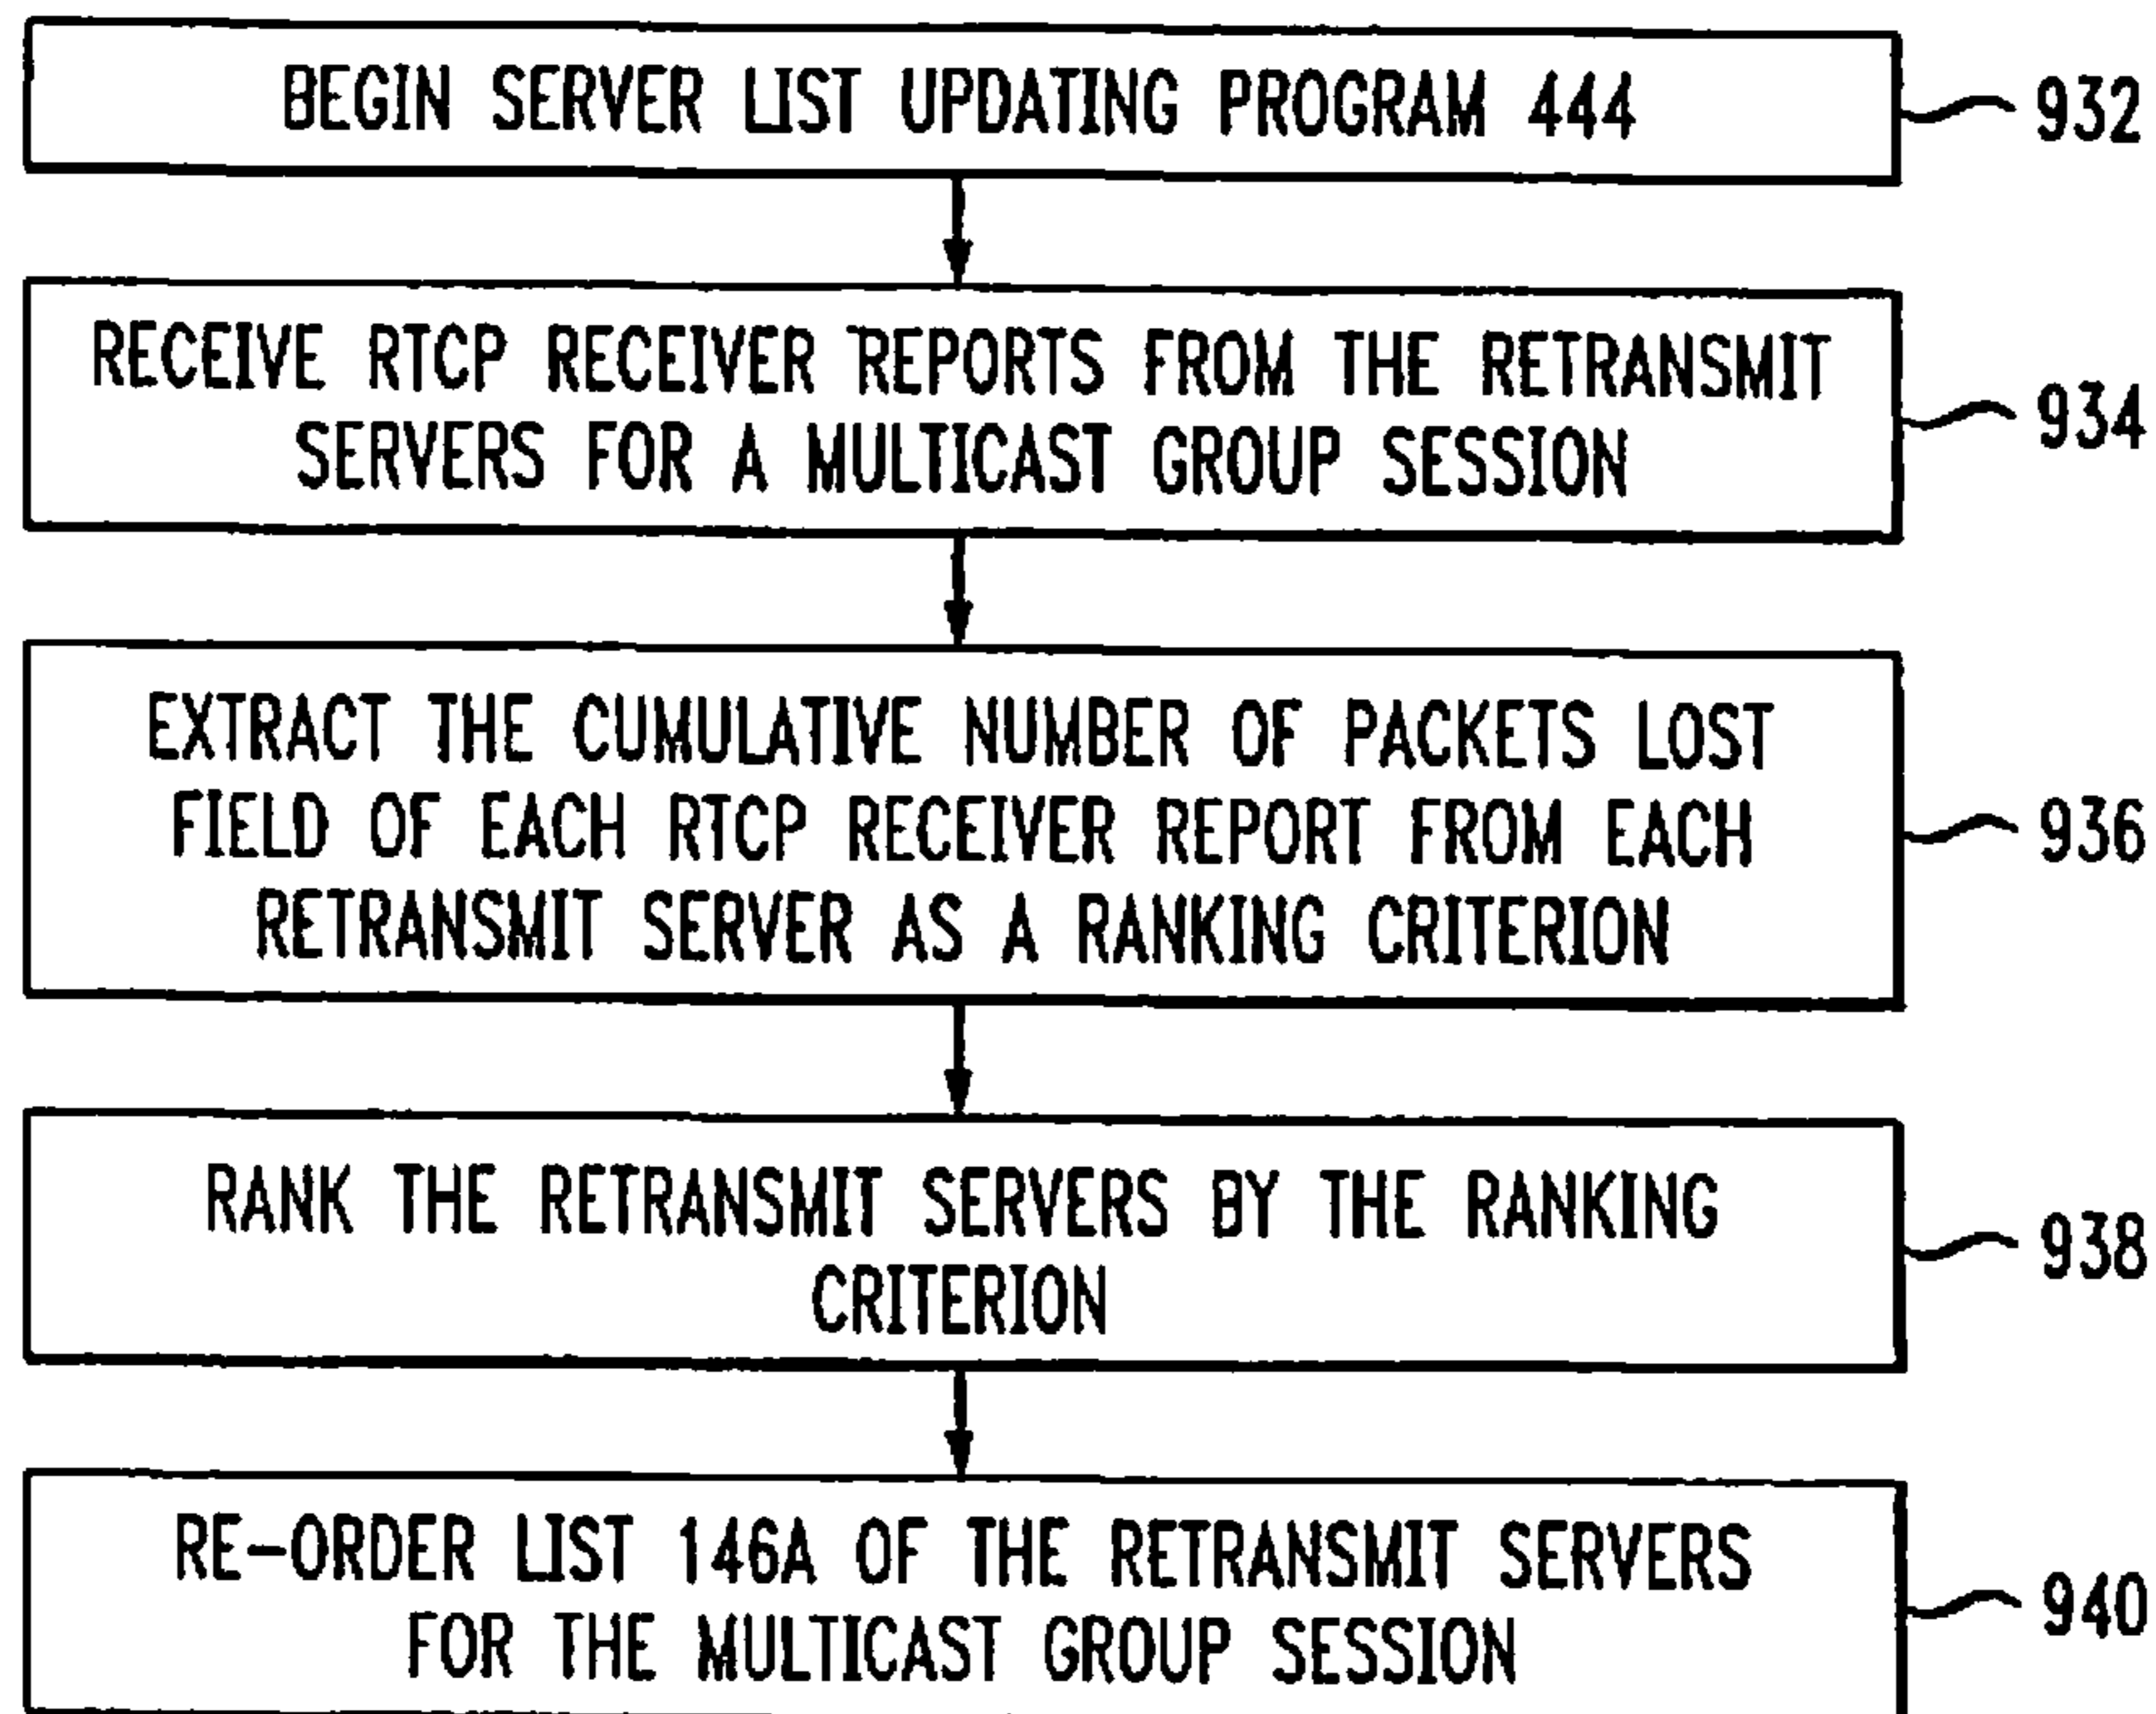 BEGIN SERVER LIST UPDATING PROGRAM 444
932
RECEIVE RTCP RECEIVER REPORTS FROM THE RETRANSMIT
SERVERS FOR A MULTICAST GROUP SESSION
934
EXTRACT THE CUMULATIVE NUMBER OF PACKETS LOST
FIELD OF EACH RTCP RECEIVER REPORT FROM EACH
RETRANSMIT SERVER AS A RANKING CRITERION
936
RANK THE RETRANSMIT SERVERS BY THE RANKING
CRITERION
938
RE-ORDER LIST 146A OF THE RETRANSMIT SERVERS
FOR THE MULTICAST GROUP SESSION
940